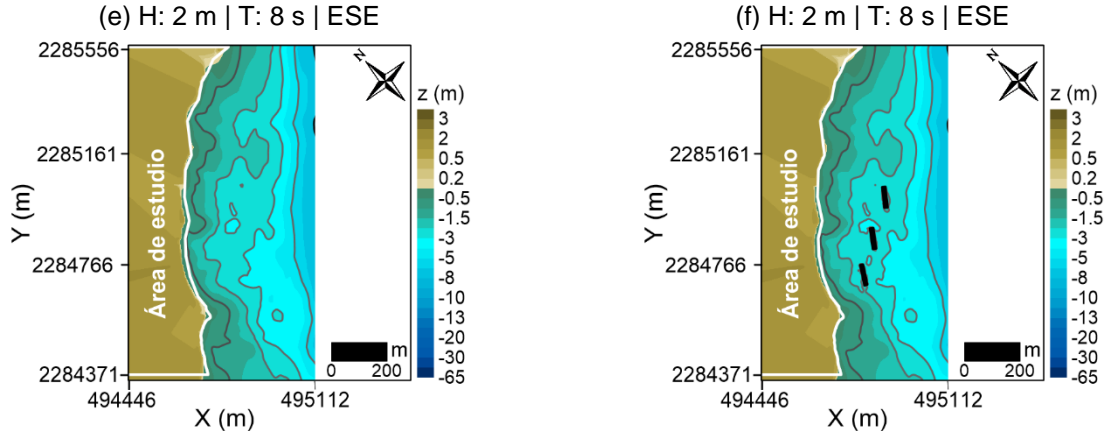 (e) H: 2 m | T: 8 s | ESE
2285556
2285161
2284766
2284371
Y (m)
Área de estudio
N
z (m)
3
2
0.5
0.2
-0.5
-1.5
-3
-5
-8
-10
-13
-20
-30
-65
m
0 200
494446 495112
X (m)
(f) H: 2 m | T: 8 s | ESE
2285556
2285161
2284766
2284371
Y (m)
Área de estudio
N
z (m)
3
2
0.5
0.2
-0.5
-1.5
-3
-5
-8
-10
-13
-20
-30
-65
m
0 200
494446 495112
X (m)